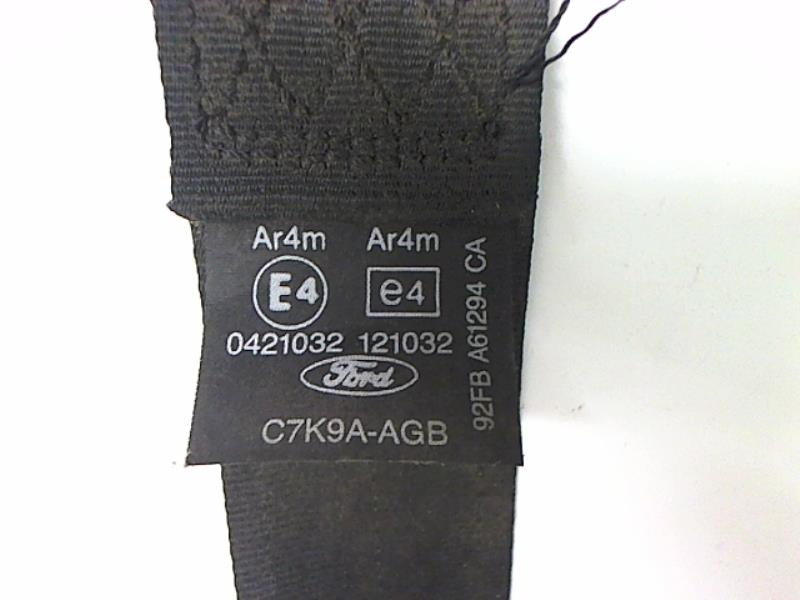 Ar4m Ar4m
E4 e4
0421032 121032
Ford
C7K9A-AGB
92FB A61294 CA